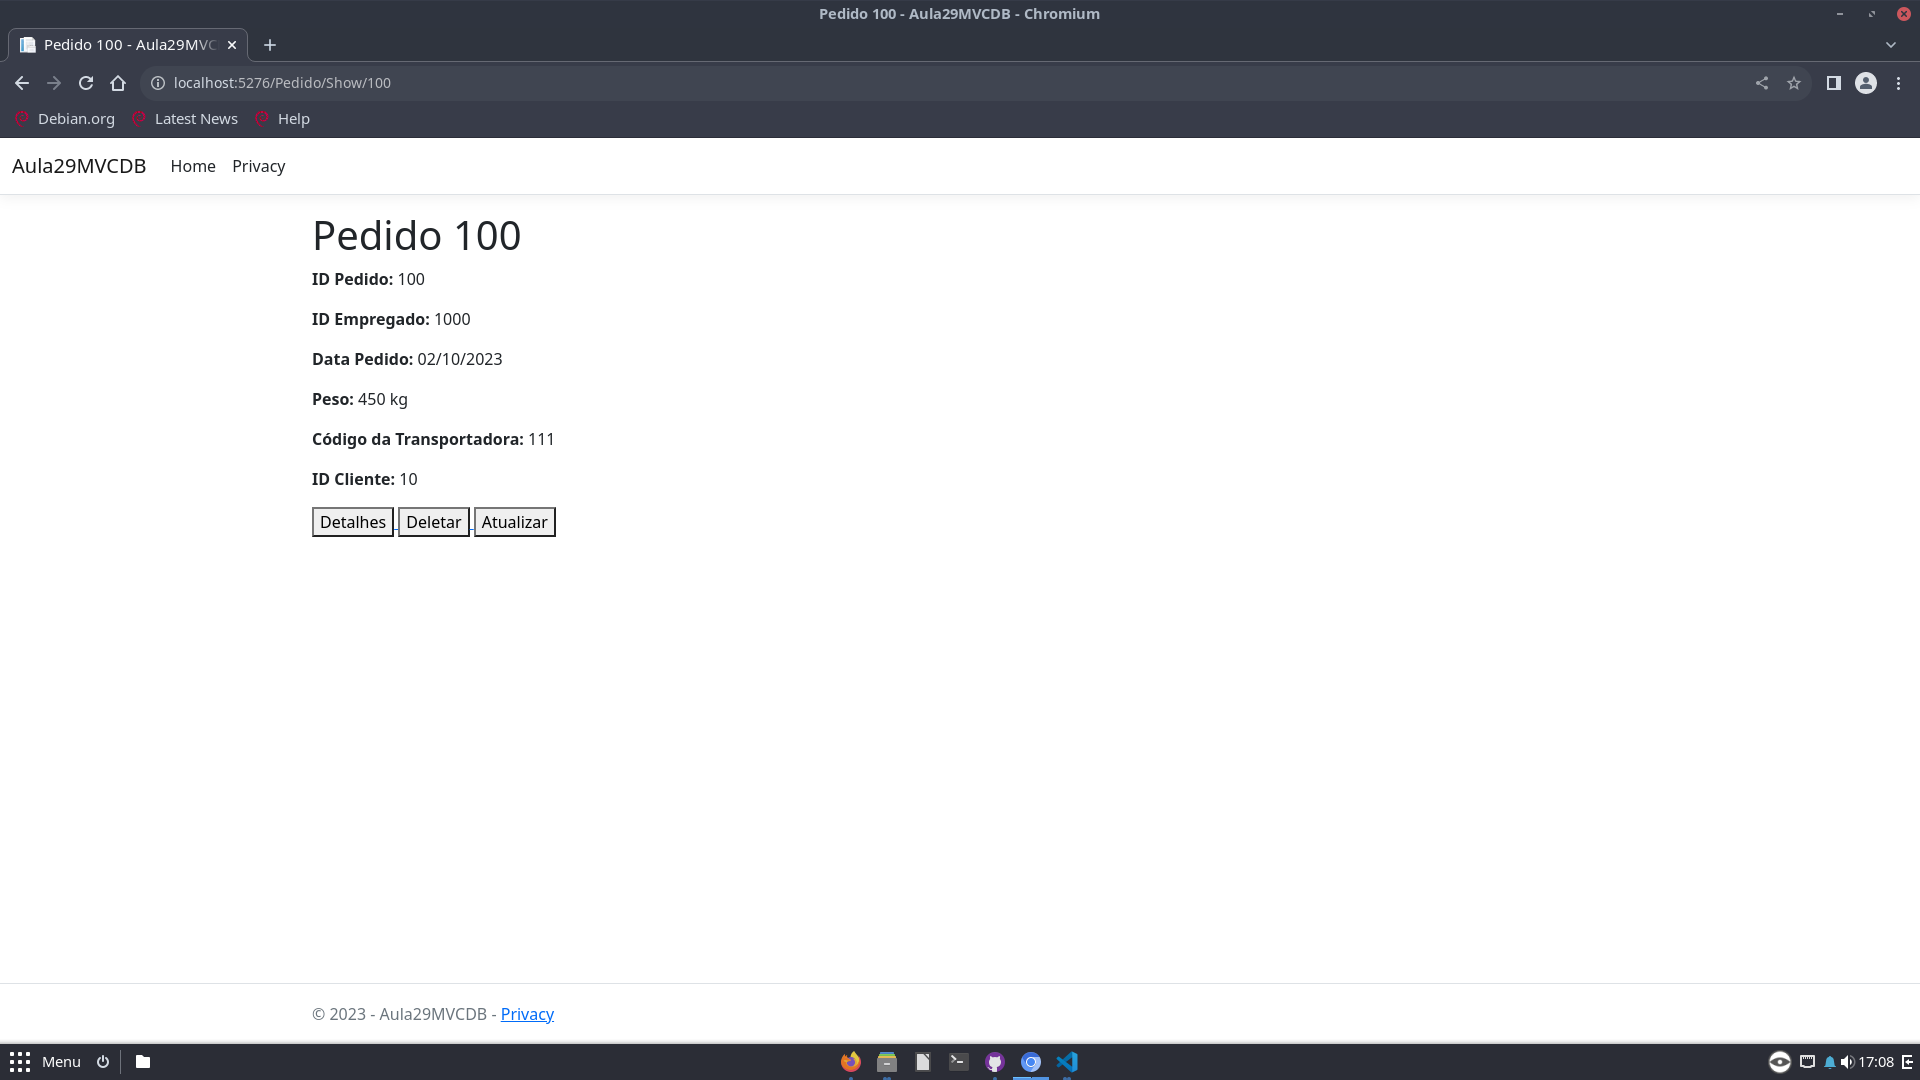 Pedido 100 - Aula29MVCDB - Chromium
Pedido 100 - Aula29MVC
localhost:5276/Pedido/Show/100
Debian.org Latest News Help
Aula29MVCDB Home Privacy
Pedido 100
ID Pedido: 100
ID Empregado: 1000
Data Pedido: 02/10/2023
Peso: 450 kg
Código da Transportadora: 111
ID Cliente: 10
Detalhes Deletar Atualizar
© 2023 - Aula29MVCDB - Privacy
Menu 17:08